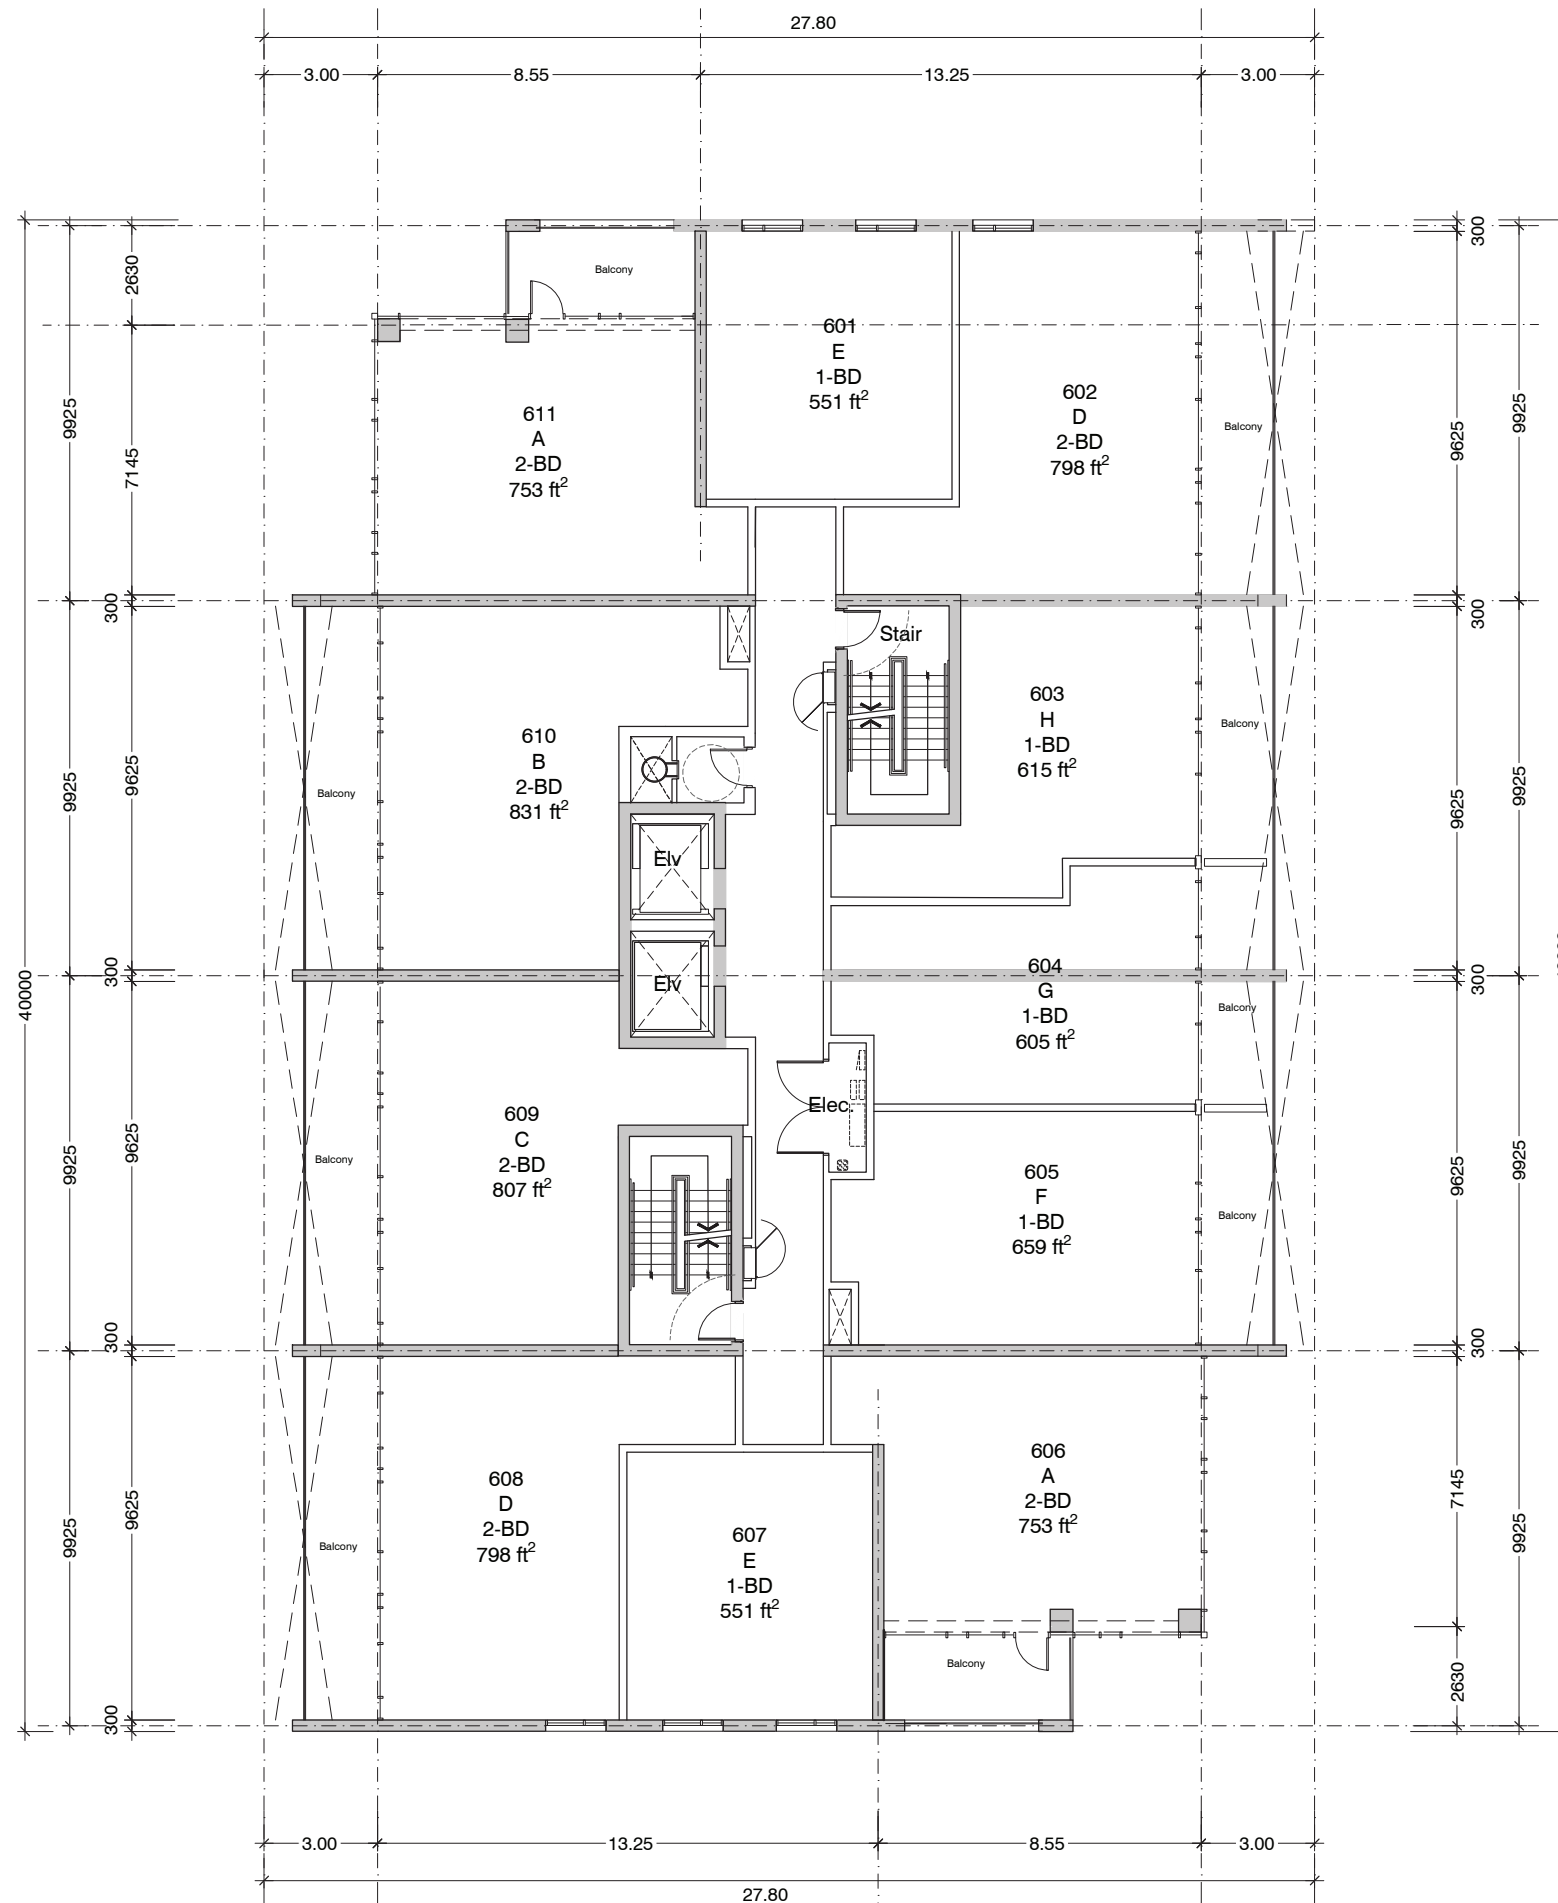 27.80
3.00
8.55
13.25
3.00
300
2630
Balcony
601
E
1-BD
551 ft²
602
D
2-BD
798 ft²
611
A
2-BD
753 ft²
Balcony
9925
7145
9625
9925
300
300
Stair
603
H
1-BD
615 ft²
Balcony
610
B
2-BD
831 ft²
Balcony
9925
9625
9625
9925
Elv
604
G
1-BD
605 ft²
Balcony
40000
300
300
Elv
609
C
2-BD
807 ft²
Balcony
Elec.
605
F
1-BD
659 ft²
Balcony
9925
9625
9625
9925
300
300
606
A
2-BD
753 ft²
608
D
2-BD
798 ft²
Balcony
607
E
1-BD
551 ft²
9925
9625
7145
9925
Balcony
2630
300
3.00
13.25
8.55
3.00
27.80